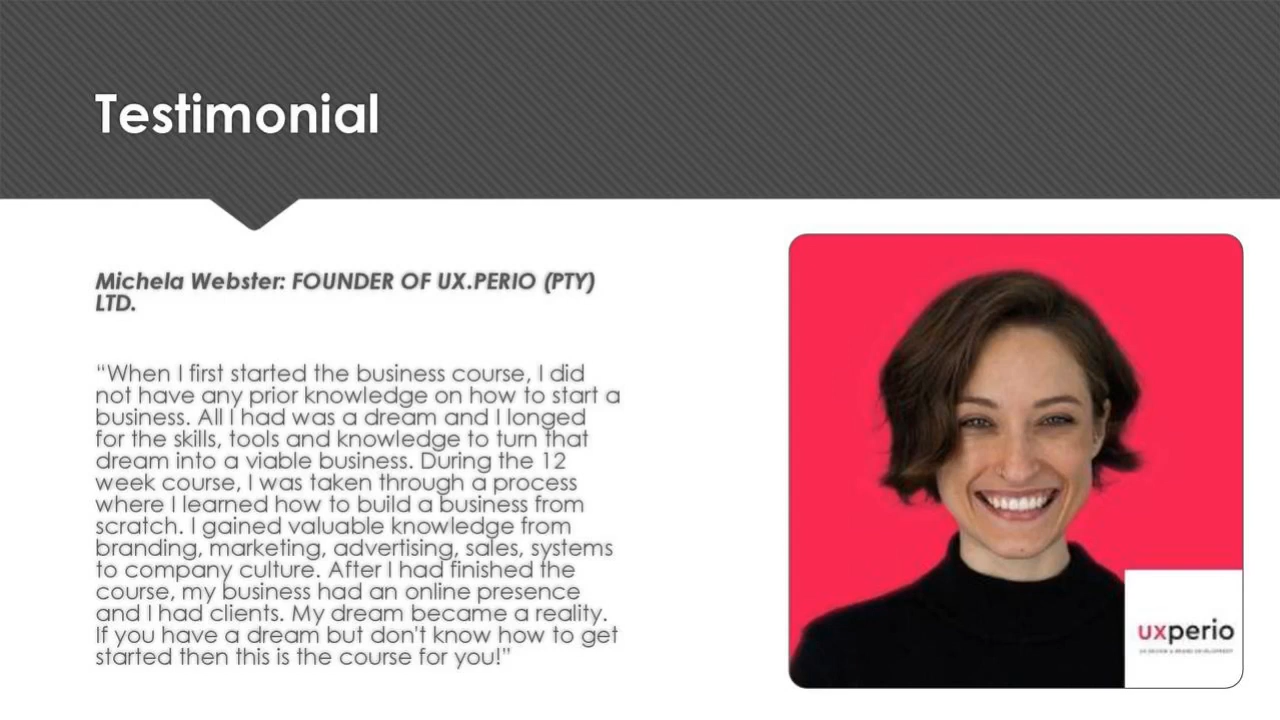 Testimonial
Michela Webster: FOUNDER OF UX.PERIO (PTY)
LTD.
“When I first started the business course, I did
not have any prior knowledge on how to start a
business. All I had was a dream and I longed
for the skills, tools and knowledge to turn that
dream into a viable business. During the 12
week course, I was taken through a process
where I learned how to build a business from
scratch. I gained valuable knowledge from
branding, marketing, advertising, sales, systems
to company culture. After I had finished the
course, my business had an online presence
and I had clients. My dream became a reality.
If you have a dream but don't know how to get
started then this is the course for you!”
uxperio
UX DESIGN & BRAND DEVELOPMENT